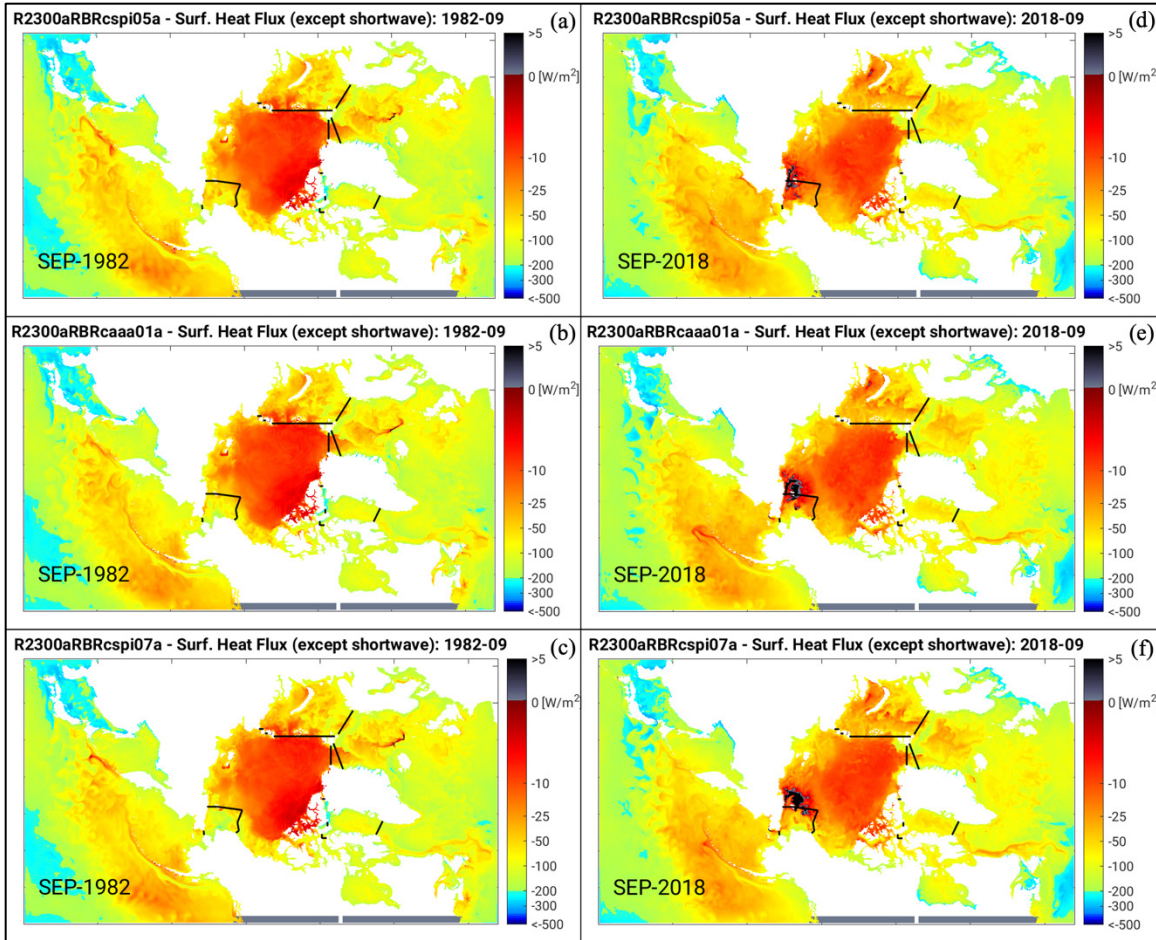 R2300aRBRcspi05a - Surf. Heat Flux (except shortwave): 1982-09 (a)
>5
0 [W/m²]
-10
-25
-50
-100
-200
-300
<-500
SEP-1982
R2300aRBRcspi05a - Surf. Heat Flux (except shortwave): 2018-09 (d)
>5
0 [W/m²]
-10
-25
-50
-100
-200
-300
<-500
SEP-2018
R2300aRBRcaaa01a - Surf. Heat Flux (except shortwave): 1982-09 (b)
>5
0 [W/m²]
-10
-25
-50
-100
-200
-300
<-500
SEP-1982
R2300aRBRcaaa01a - Surf. Heat Flux (except shortwave): 2018-09 (e)
>5
0 [W/m²]
-10
-25
-50
-100
-200
-300
<-500
SEP-2018
R2300aRBRcspi07a - Surf. Heat Flux (except shortwave): 1982-09 (c)
>5
0 [W/m²]
-10
-25
-50
-100
-200
-300
<-500
SEP-1982
R2300aRBRcspi07a - Surf. Heat Flux (except shortwave): 2018-09 (f)
>5
0 [W/m²]
-10
-25
-50
-100
-200
-300
<-500
SEP-2018